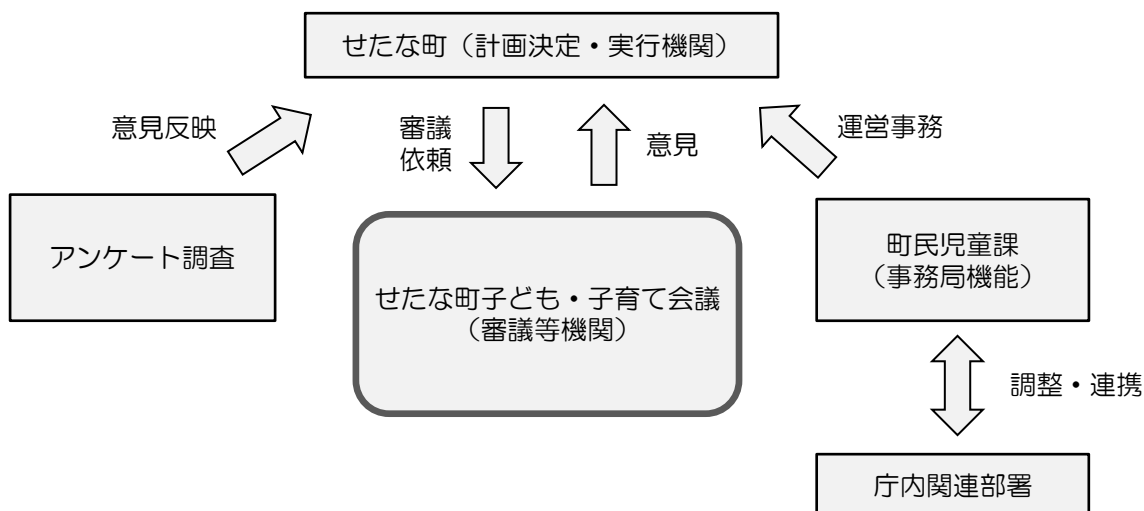 せたな町（計画決定・実行機関）
意見反映
審議
依頼
意見
運営事務
アンケート調査
せたな町子ども・子育て会議
（審議等機関）
町民児童課
（事務局機能）
調整・連携
庁内関連部署